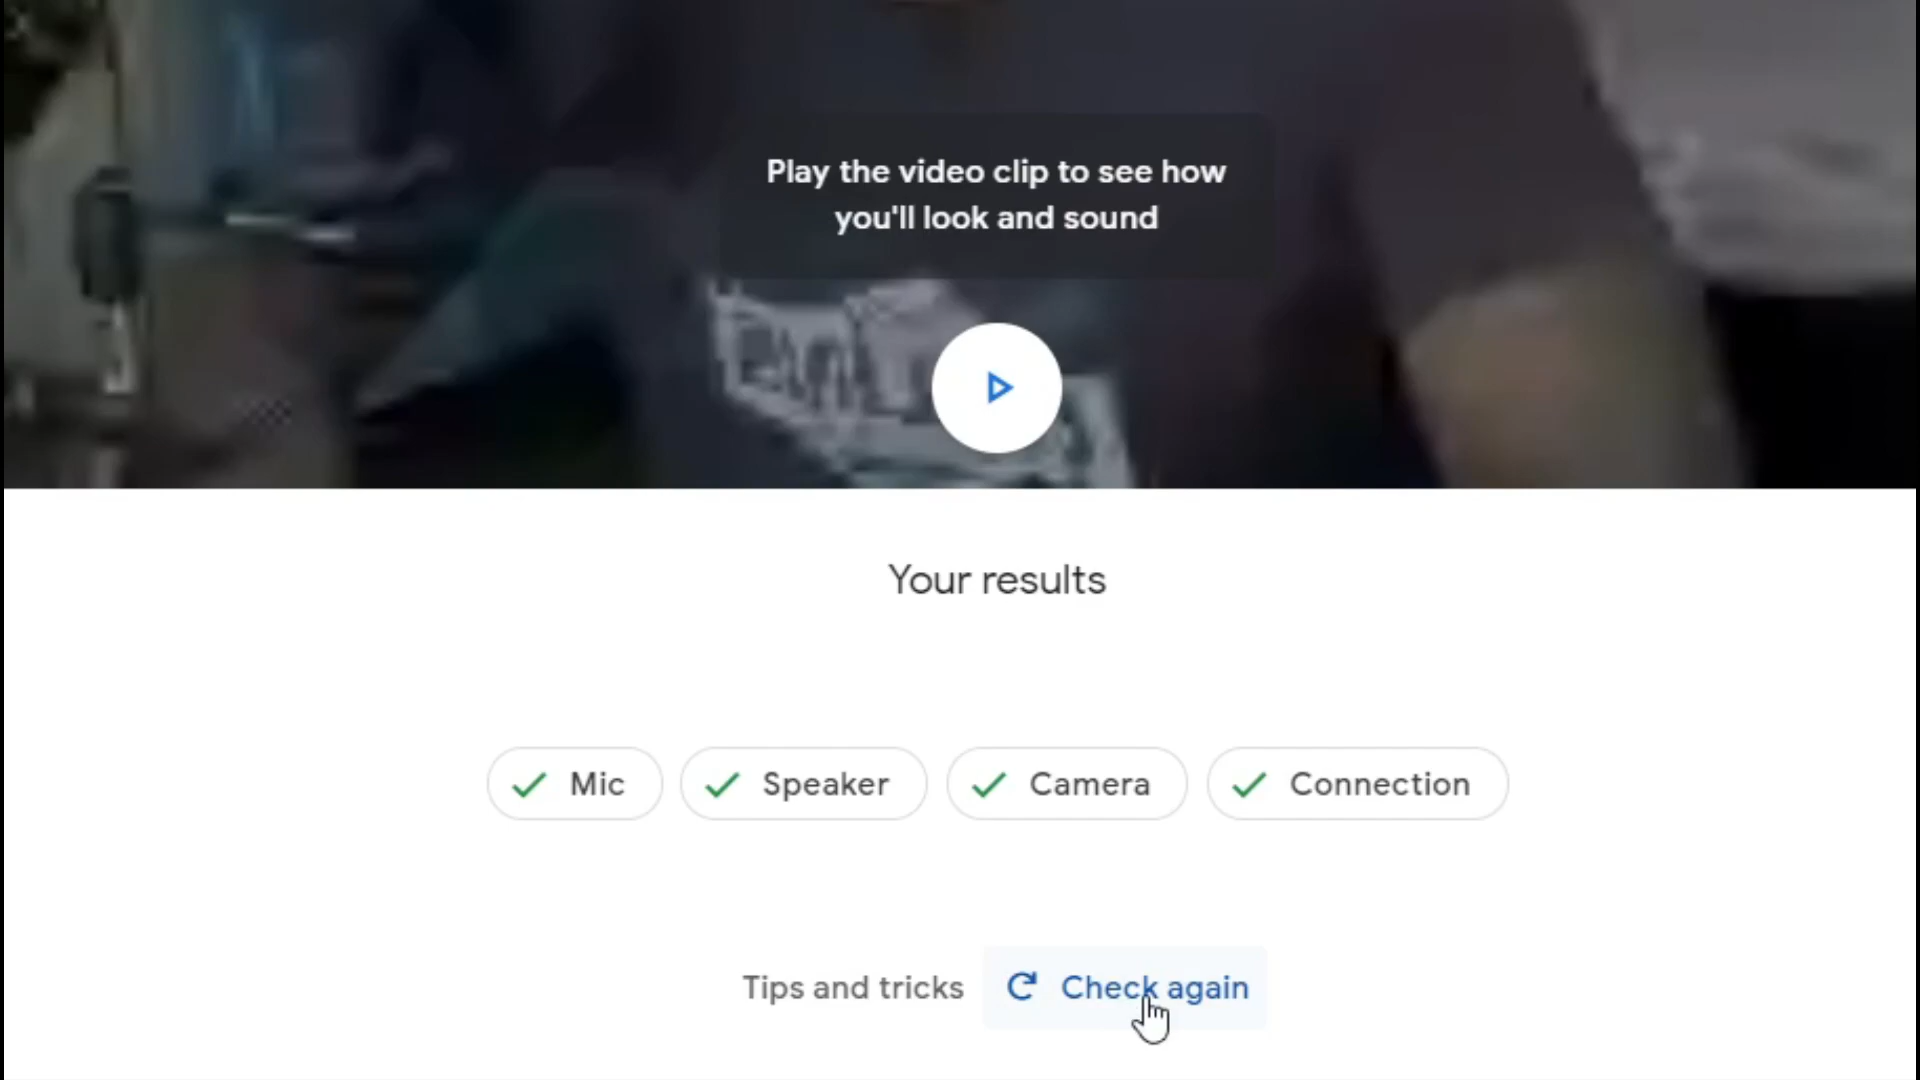 Play the video clip to see how
you'll look and sound
Your results
Mic
Speaker
Camera
Connection
Tips and tricks
Check again